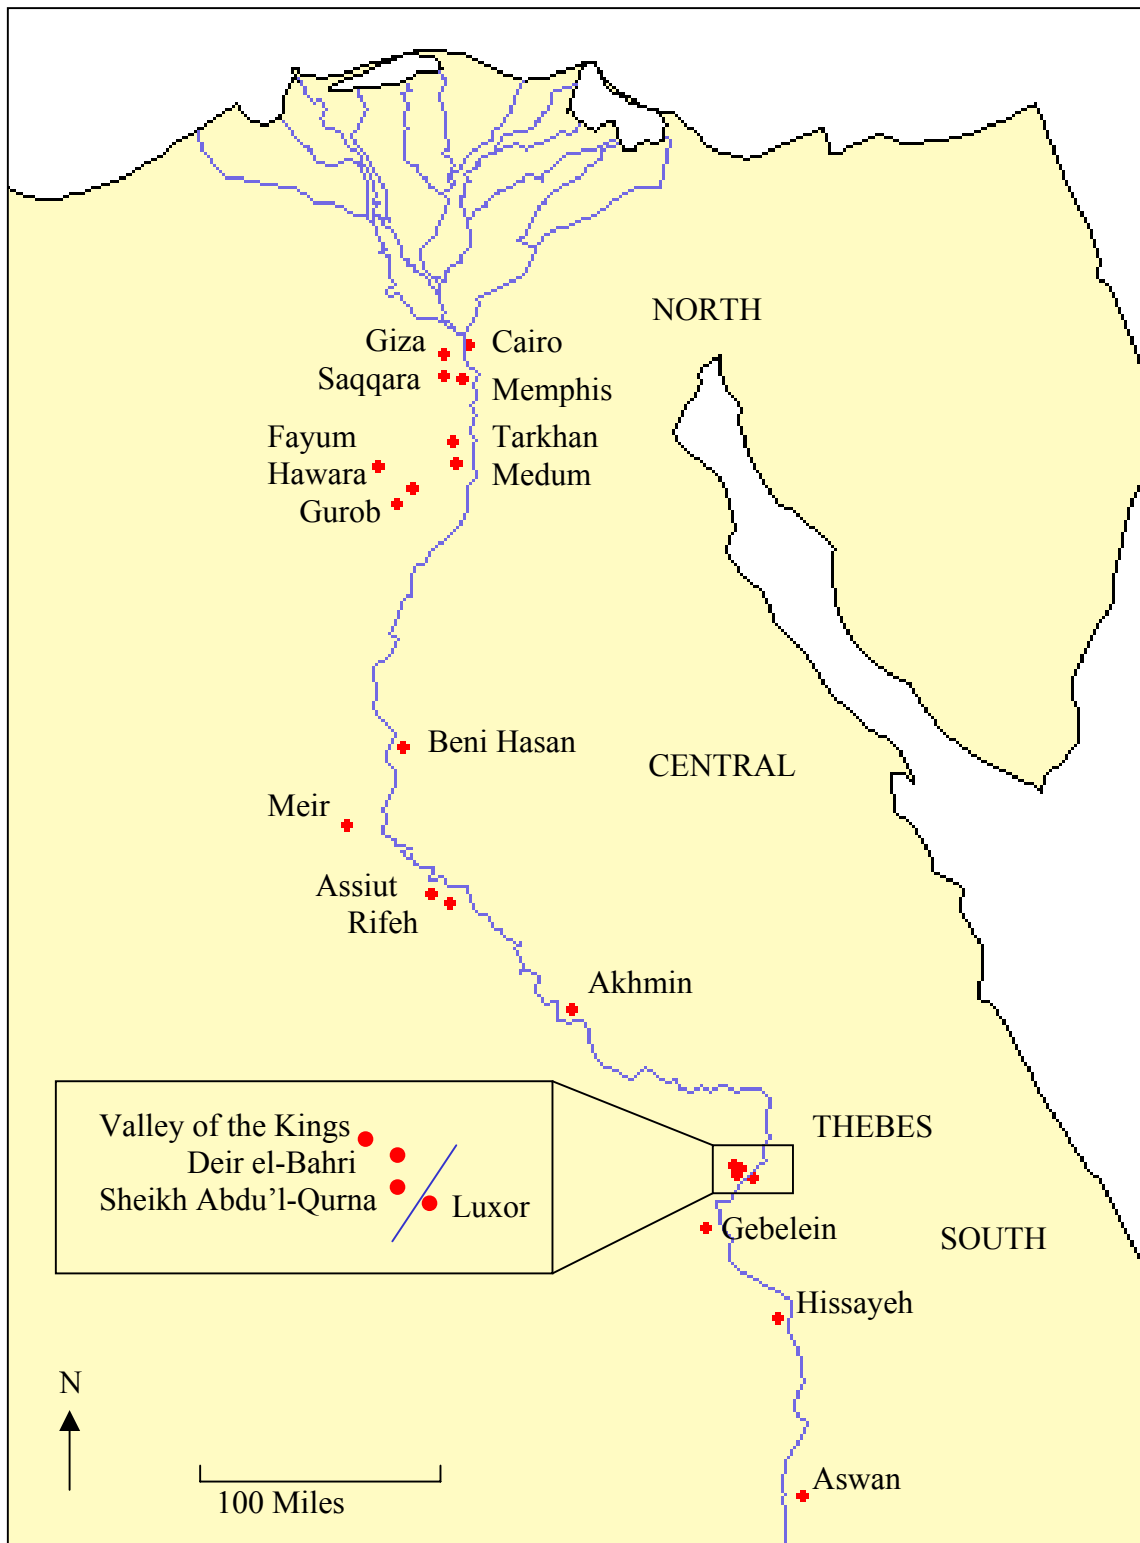 NORTH
Giza
Cairo
Saqqara
Memphis
Fayum
Tarkhan
Hawara
Medum
Gurob
Beni Hasan
CENTRAL
Meir
Assiut
Rifeh
Akhmin
THEBES
Valley of the Kings
Deir el-Bahri
Sheikh Abdu’l-Qurna
Luxor
Gebelein
SOUTH
Hissayeh
N
Aswan
100 Miles